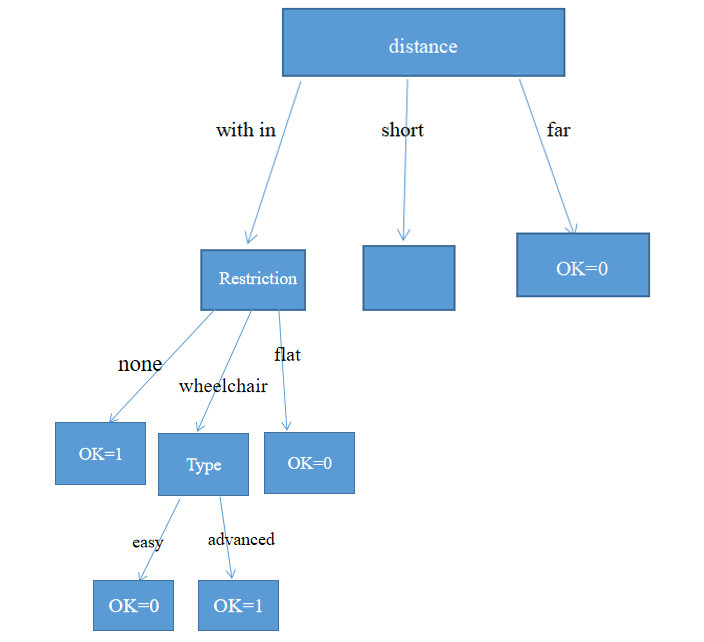 distance
with in
short
far
Restriction
OK=0
none
wheelchair
flat
OK=1
Type
OK=0
easy
advanced
OK=0
OK=1